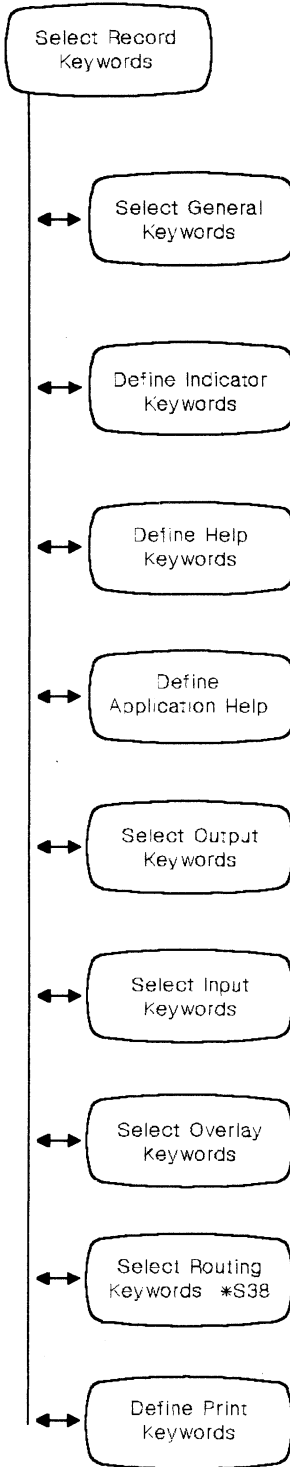 Select Record
Keywords
Select General
Keywords
Define Indicator
Keywords
Define Help
Keywords
Define
Application Help
Select Output
Keywords
Select Input
Keywords
Select Overlay
Keywords
Select Routing
Keywords *S38
Define Print
Keywords